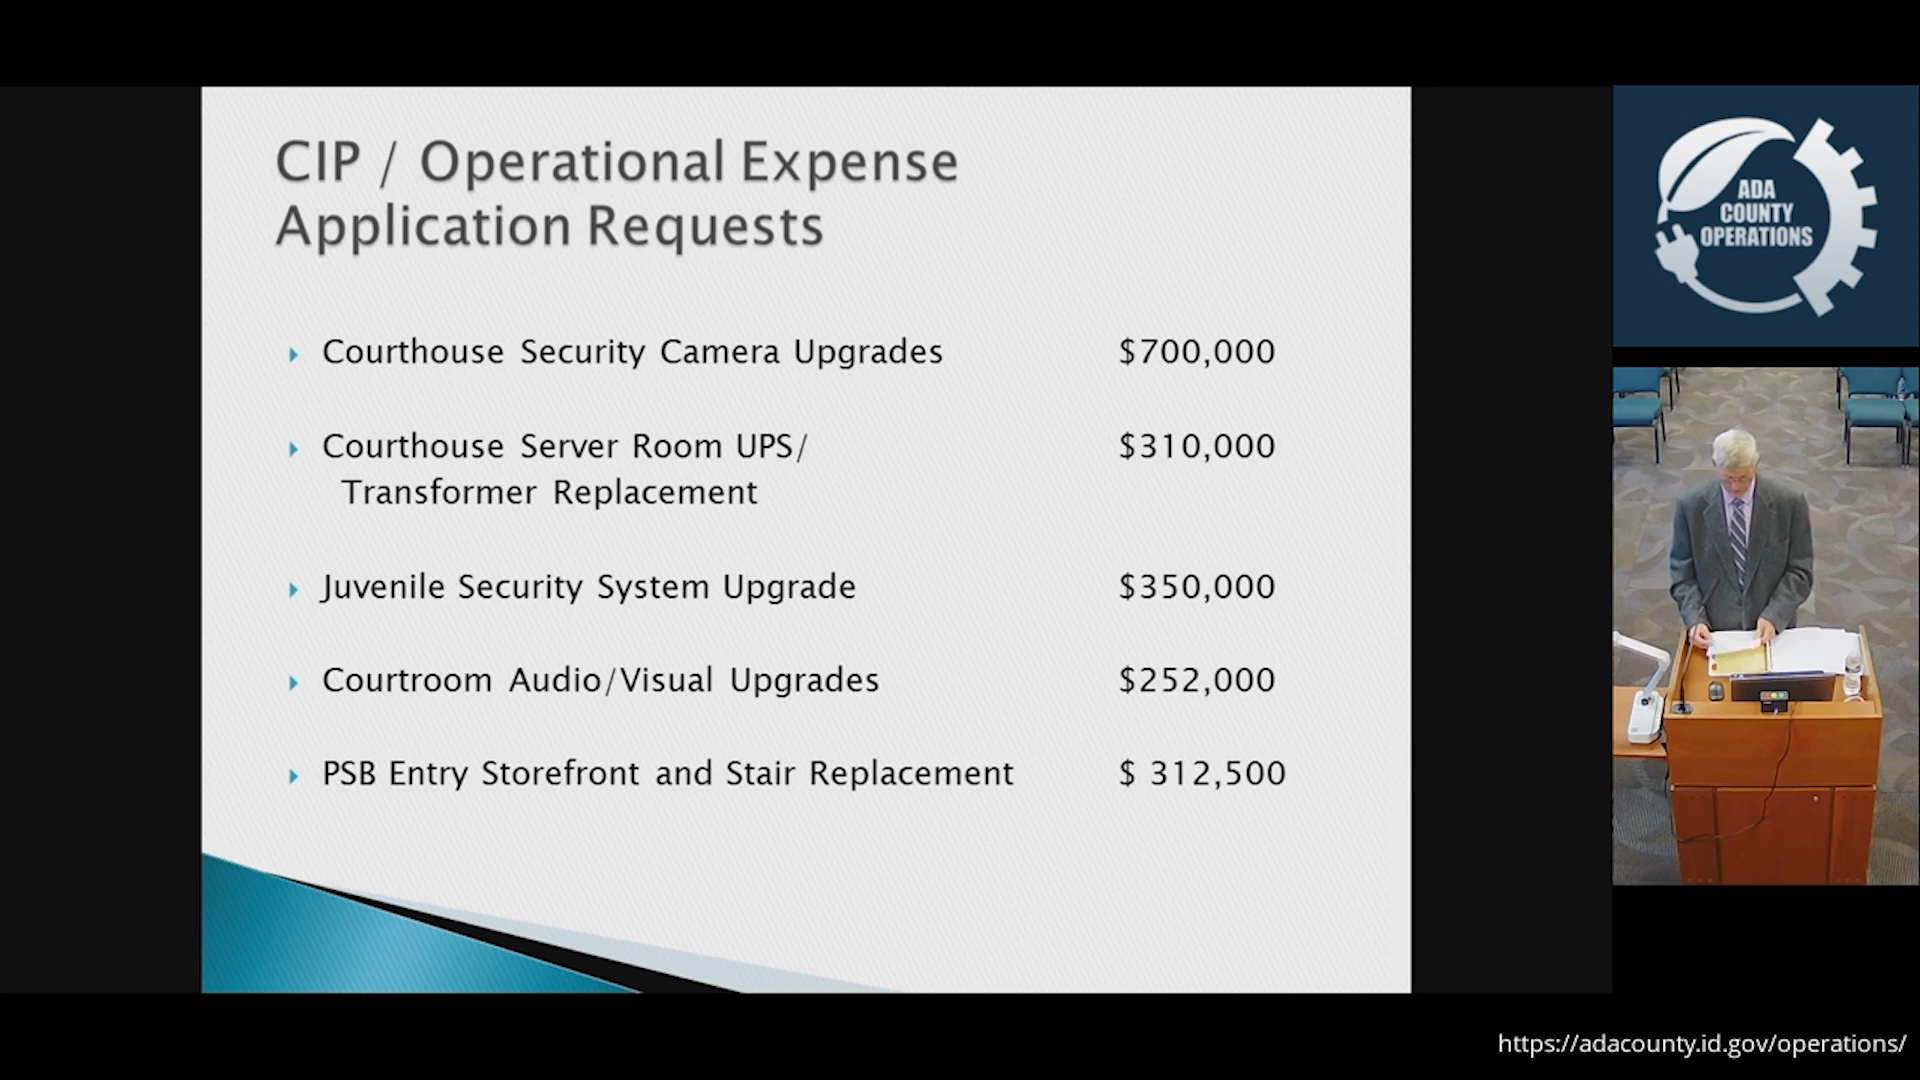 CIP / Operational Expense
Application Requests
Courthouse Security Camera Upgrades $700,000
Courthouse Server Room UPS/ $310,000
Transformer Replacement
Juvenile Security System Upgrade $350,000
Courtroom Audio/Visual Upgrades $252,000
PSB Entry Storefront and Stair Replacement $ 312,500
ADA
COUNTY
OPERATIONS
https://adacounty.id.gov/operations/